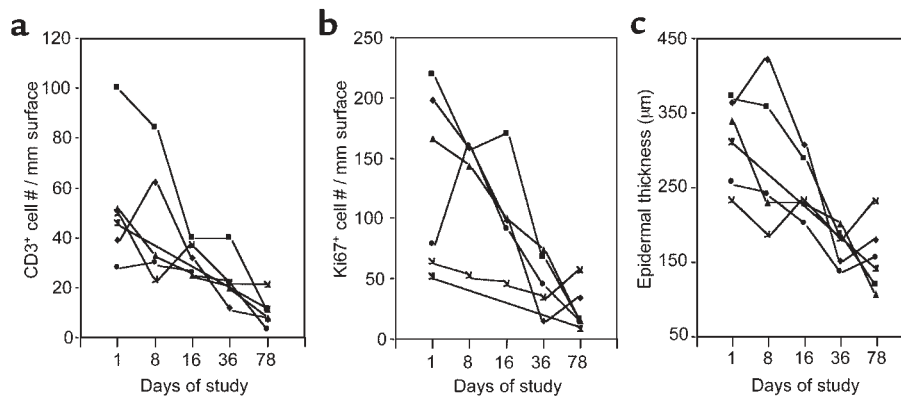 a
CD3+ cell # / mm surface
120
100
80
60
40
20
0
1 8 16 36 78
Days of study
b
Ki67+ cell # / mm surface
250
200
150
100
50
0
1 8 16 36 78
Days of study
c
Epidermal thickness (μm)
450
350
250
150
50
1 8 16 36 78
Days of study